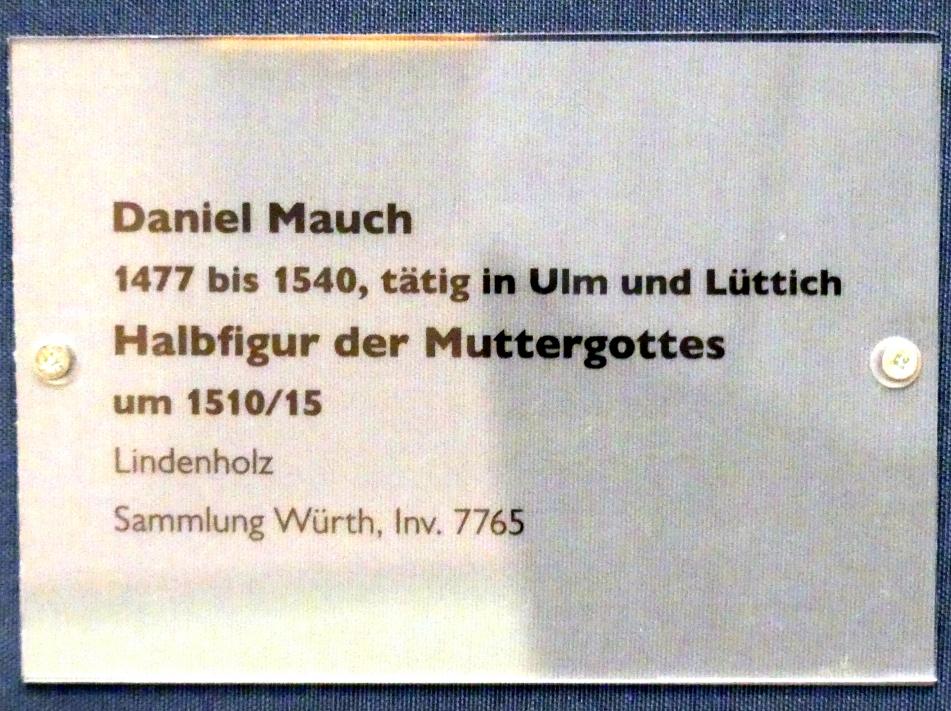 Daniel Mauch
1477 bis 1540, tätig in Ulm und Lüttich
Halbfigur der Muttergottes
um 1510/15
Lindenholz
Sammlung Würth, Inv. 7765